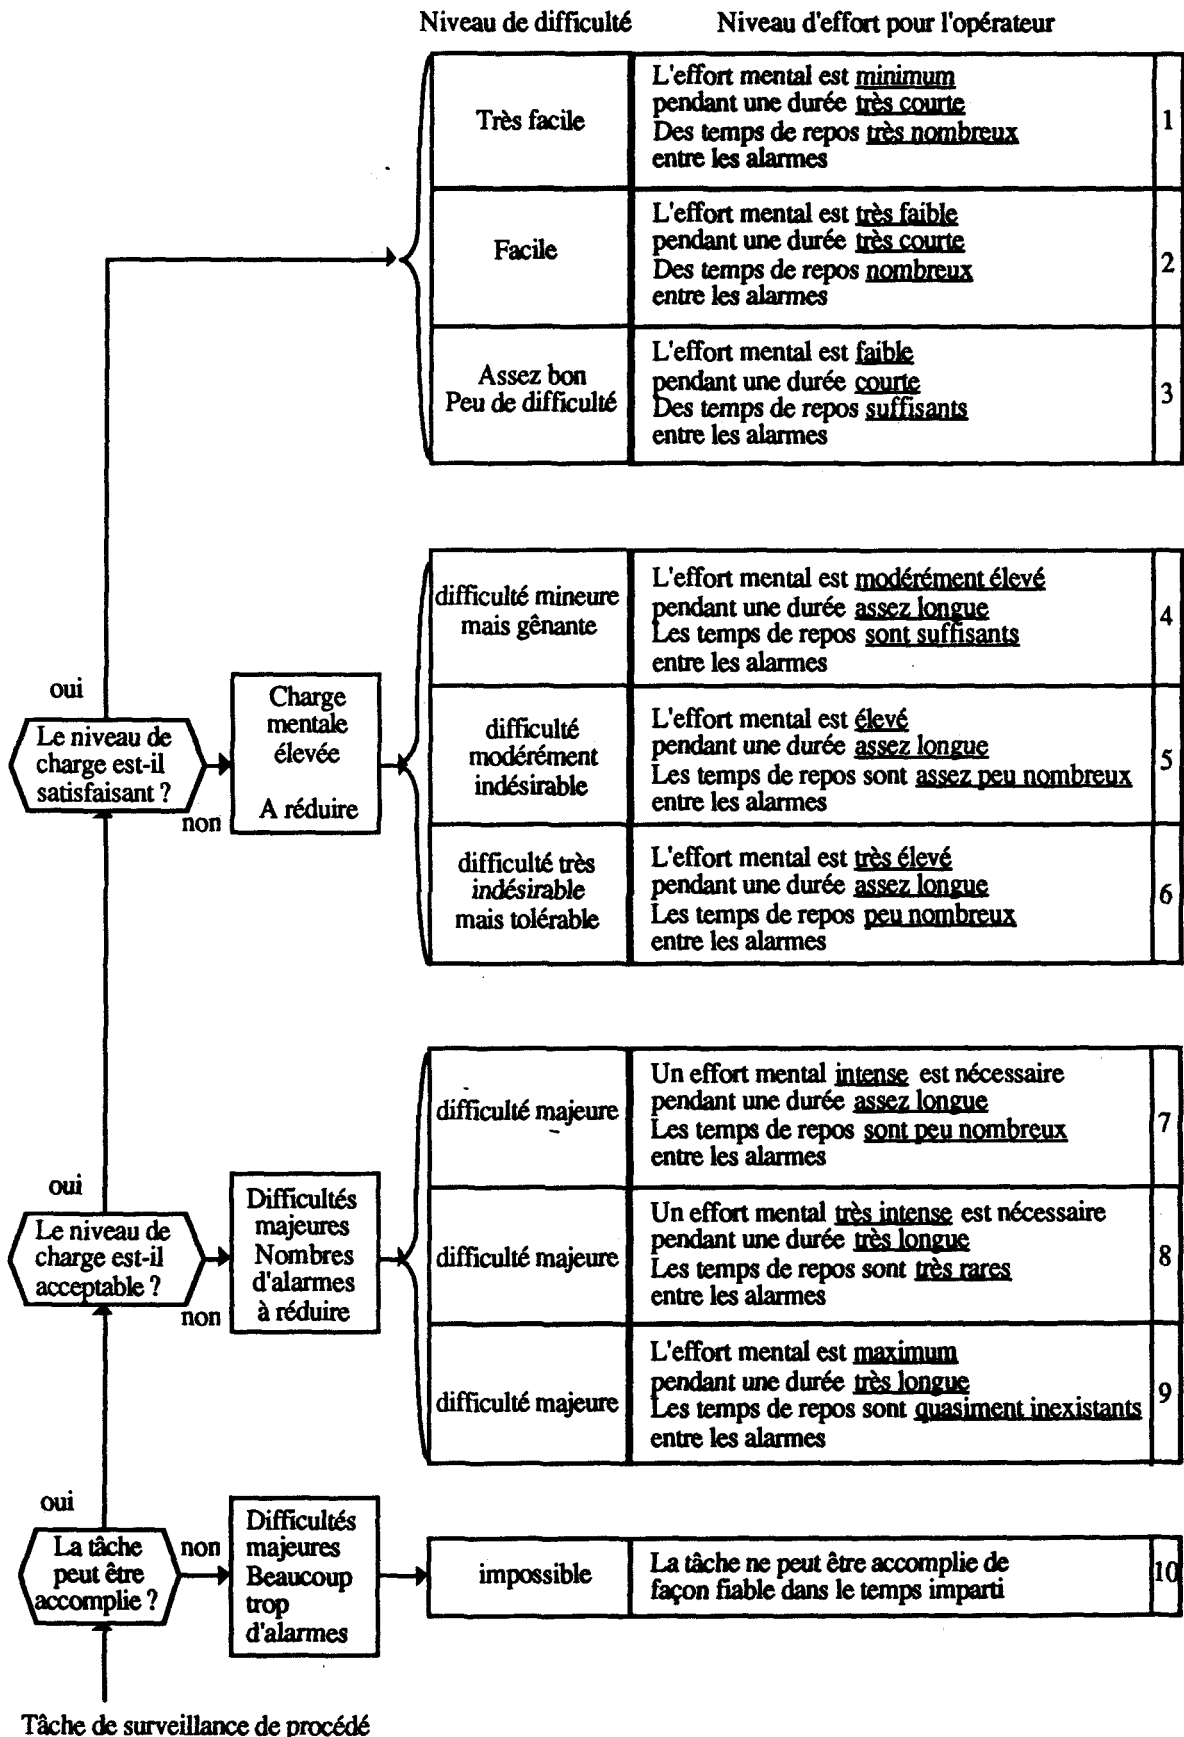 Niveau de difficulté
Niveau d'effort pour l'opérateur
Très facile
L'effort mental est minimum
pendant une durée très courte
Des temps de repos très nombreux
entre les alarmes
1
Facile
L'effort mental est très faible
pendant une durée très courte
Des temps de repos nombreux
entre les alarmes
2
Assez bon
Peu de difficulté
L'effort mental est faible
pendant une durée courte
Des temps de repos suffisants
entre les alarmes
3
oui
Le niveau de
charge est-il
satisfaisant ?
non
Charge
mentale
élevée
A réduire
difficulté mineure
mais gênante
L'effort mental est modérément élevé
pendant une durée assez longue
Les temps de repos sont suffisants
entre les alarmes
4
difficulté
modérément
indésirable
L'effort mental est élevé
pendant une durée assez longue
Les temps de repos sont assez peu nombreux
entre les alarmes
5
difficulté très
indésirable
mais tolérable
L'effort mental est très élevé
pendant une durée assez longue
Les temps de repos peu nombreux
entre les alarmes
6
oui
Le niveau de
charge est-il
acceptable ?
non
Difficultés
majeures
Nombres
d'alarmes
à réduire
difficulté majeure
Un effort mental intense est nécessaire
pendant une durée assez longue
Les temps de repos sont peu nombreux
entre les alarmes
7
difficulté majeure
Un effort mental très intense est nécessaire
pendant une durée très longue
Les temps de repos sont très rares
entre les alarmes
8
difficulté majeure
L'effort mental est maximum
pendant une durée très longue
Les temps de repos sont quasiment inexistants
entre les alarmes
9
oui
La tâche
peut être
accomplie ?
non
Difficultés
majeures
Beaucoup
trop
d'alarmes
impossible
La tâche ne peut être accomplie de
façon fiable dans le temps imparti
10
Tâche de surveillance de procédé